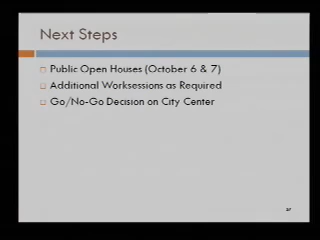 Next Steps
Public Open Houses (October 6 & 7)
Additional Worksessions as Required
Go/No-Go Decision on City Center